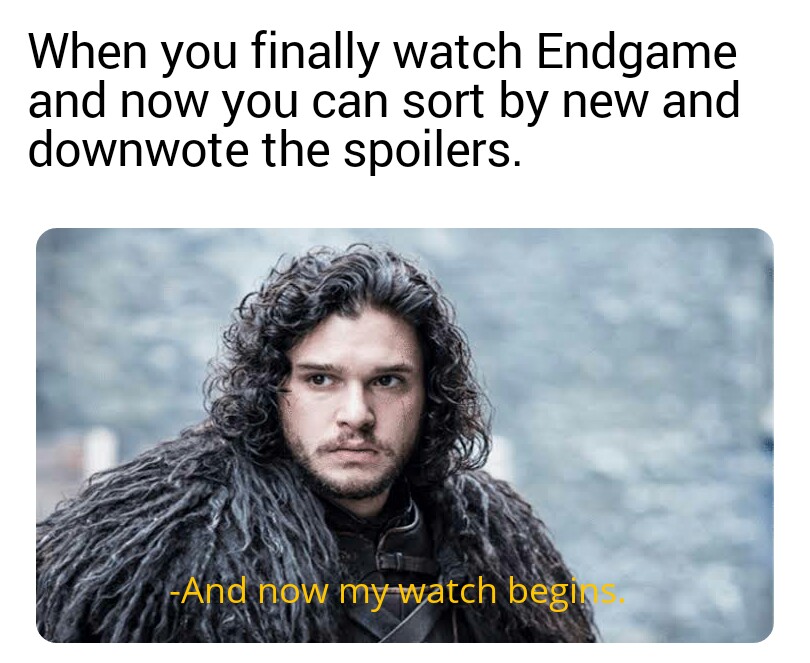 When you finally watch Endgame
and now you can sort by new and
downwote the spoilers.
-And now my watch begins.